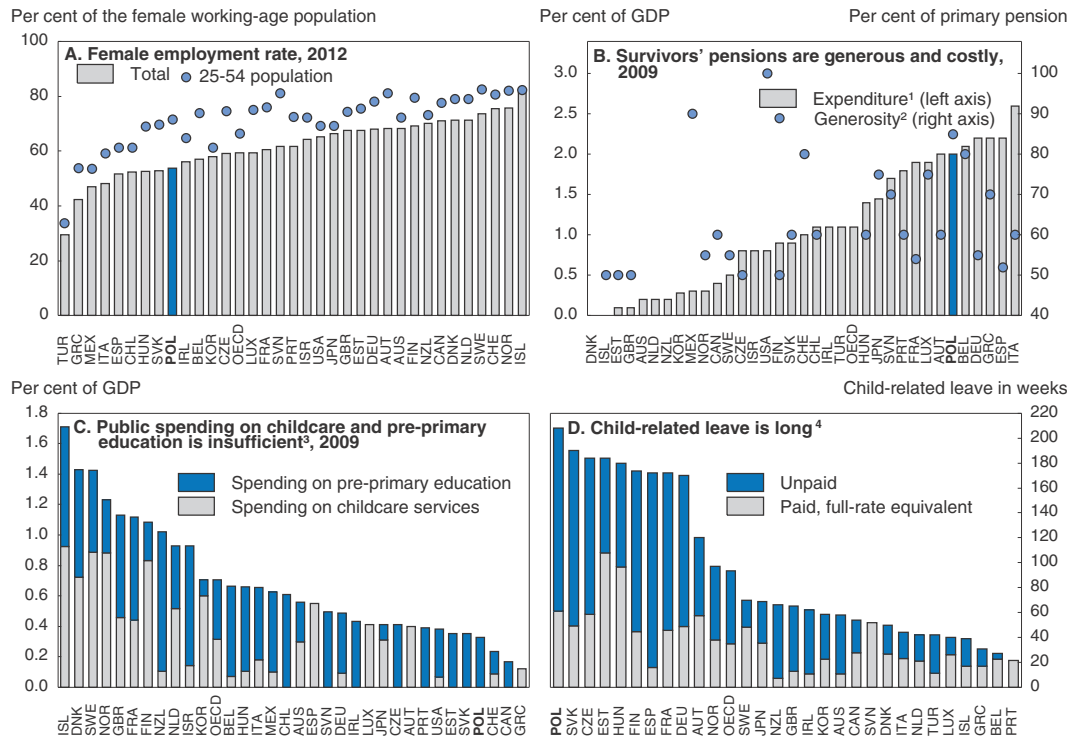 Per cent of the female working-age population
A. Female employment rate, 2012
Total
25-54 population
100
80
60
40
20
0
TUR GRC MEX ITA ESP CHL HUN SVK POL IRL BEL KOR CZE OECD LUX FRA SVN PRT ISR USA JPN GBR EST DEU AUT AUS FIN NZL CAN DNK NLD SWE CHE NOR ISL
Per cent of GDP
Per cent of primary pension
B. Survivors' pensions are generous and costly,
2009
Expenditure¹ (left axis)
Generosity² (right axis)
3.0
2.5
2.0
1.5
1.0
0.5
0.0
100
90
80
70
60
50
40
DNK ISL EST GBR AUS NLD NZL KOR MEX NOR CAN SWE CZE ISR USA FIN SVK CHE CHL IRL TUR OECD HUN JPN SVN PRT FRA LUX AUT POL BEL DEU GRC ESP ITA
Per cent of GDP
C. Public spending on childcare and pre-primary
education is insufficient³, 2009
Spending on pre-primary education
Spending on childcare services
1.8
1.6
1.4
1.2
1.0
0.8
0.6
0.4
0.2
0.0
ISL DNK SWE NOR GBR FRA FIN NZL NLD ISR KOR OECD BEL HUN ITA MEX CHL AUS ESP SVN DEU IRL LUX JPN CZE AUT PRT USA EST SVK POL CHE CAN GRC
Child-related leave in weeks
D. Child-related leave is long⁴
Unpaid
Paid, full-rate equivalent
220
200
180
160
140
120
100
80
60
40
20
0
POL SVK CZE EST HUN FIN ESP FRA DEU AUT NOR OECD SWE JPN NZL GBR IRL KOR AUS CAN SVN DNK ITA NLD TUR LUX ISL GRC BEL PRT